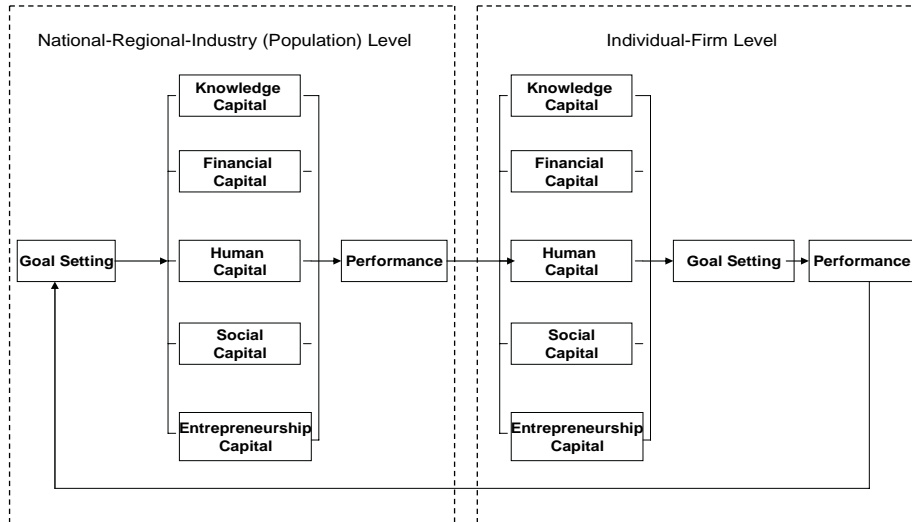 National-Regional-Industry (Population) Level
Knowledge
Capital
Financial
Capital
Goal Setting
Human
Capital
Performance
Social
Capital
Entrepreneurship
Capital
Individual-Firm Level
Knowledge
Capital
Financial
Capital
Human
Capital
Goal Setting
Performance
Social
Capital
Entrepreneurship
Capital